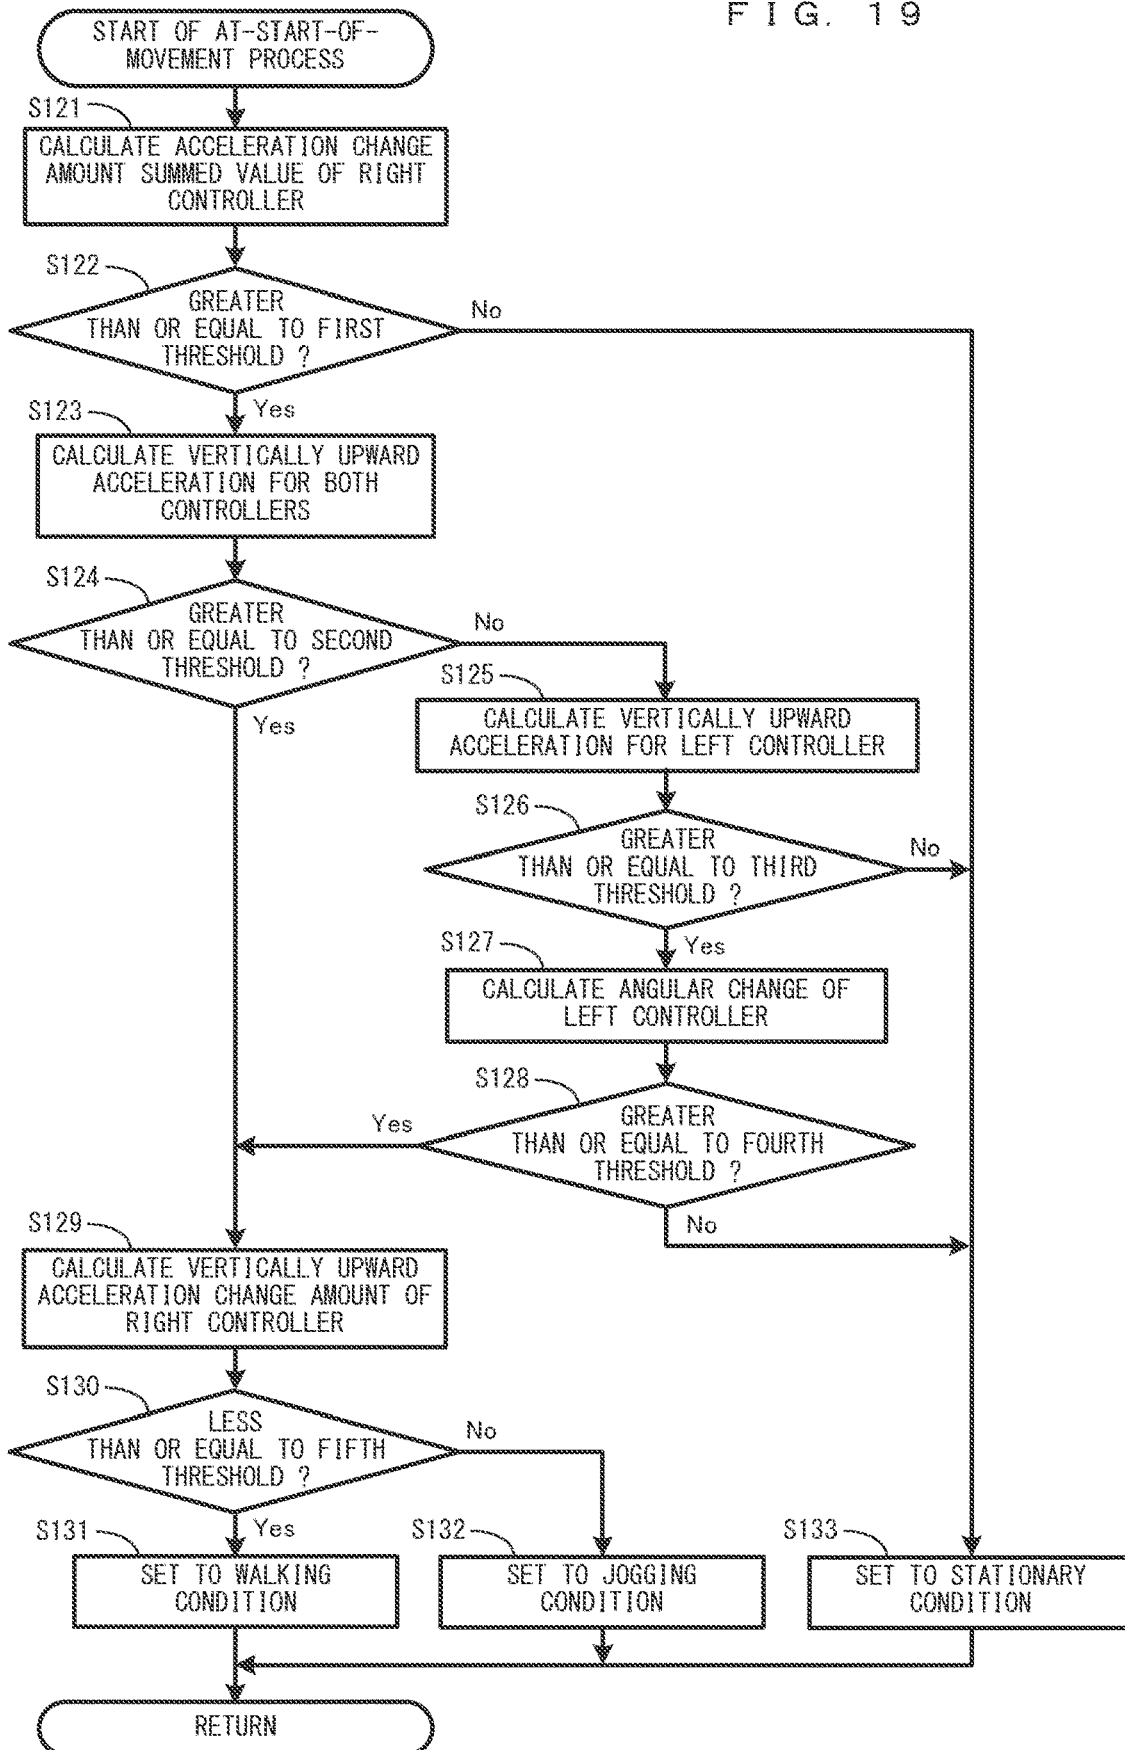 FIG. 19
START OF AT-START-OF-
MOVEMENT PROCESS
S121
CALCULATE ACCELERATION CHANGE
AMOUNT SUMMED VALUE OF RIGHT
CONTROLLER
S122
GREATER
THAN OR EQUAL TO FIRST
THRESHOLD ?
No
Yes
S123
CALCULATE VERTICALLY UPWARD
ACCELERATION FOR BOTH
CONTROLLERS
S124
GREATER
THAN OR EQUAL TO SECOND
THRESHOLD ?
No
Yes
S125
CALCULATE VERTICALLY UPWARD
ACCELERATION FOR LEFT CONTROLLER
S126
GREATER
THAN OR EQUAL TO THIRD
THRESHOLD ?
No
Yes
S127
CALCULATE ANGULAR CHANGE OF
LEFT CONTROLLER
S128
GREATER
THAN OR EQUAL TO FOURTH
THRESHOLD ?
Yes
No
S129
CALCULATE VERTICALLY UPWARD
ACCELERATION CHANGE AMOUNT OF
RIGHT CONTROLLER
S130
LESS
THAN OR EQUAL TO FIFTH
THRESHOLD ?
No
Yes
S131
SET TO WALKING
CONDITION
S132
SET TO JOGGING
CONDITION
S133
SET TO STATIONARY
CONDITION
RETURN